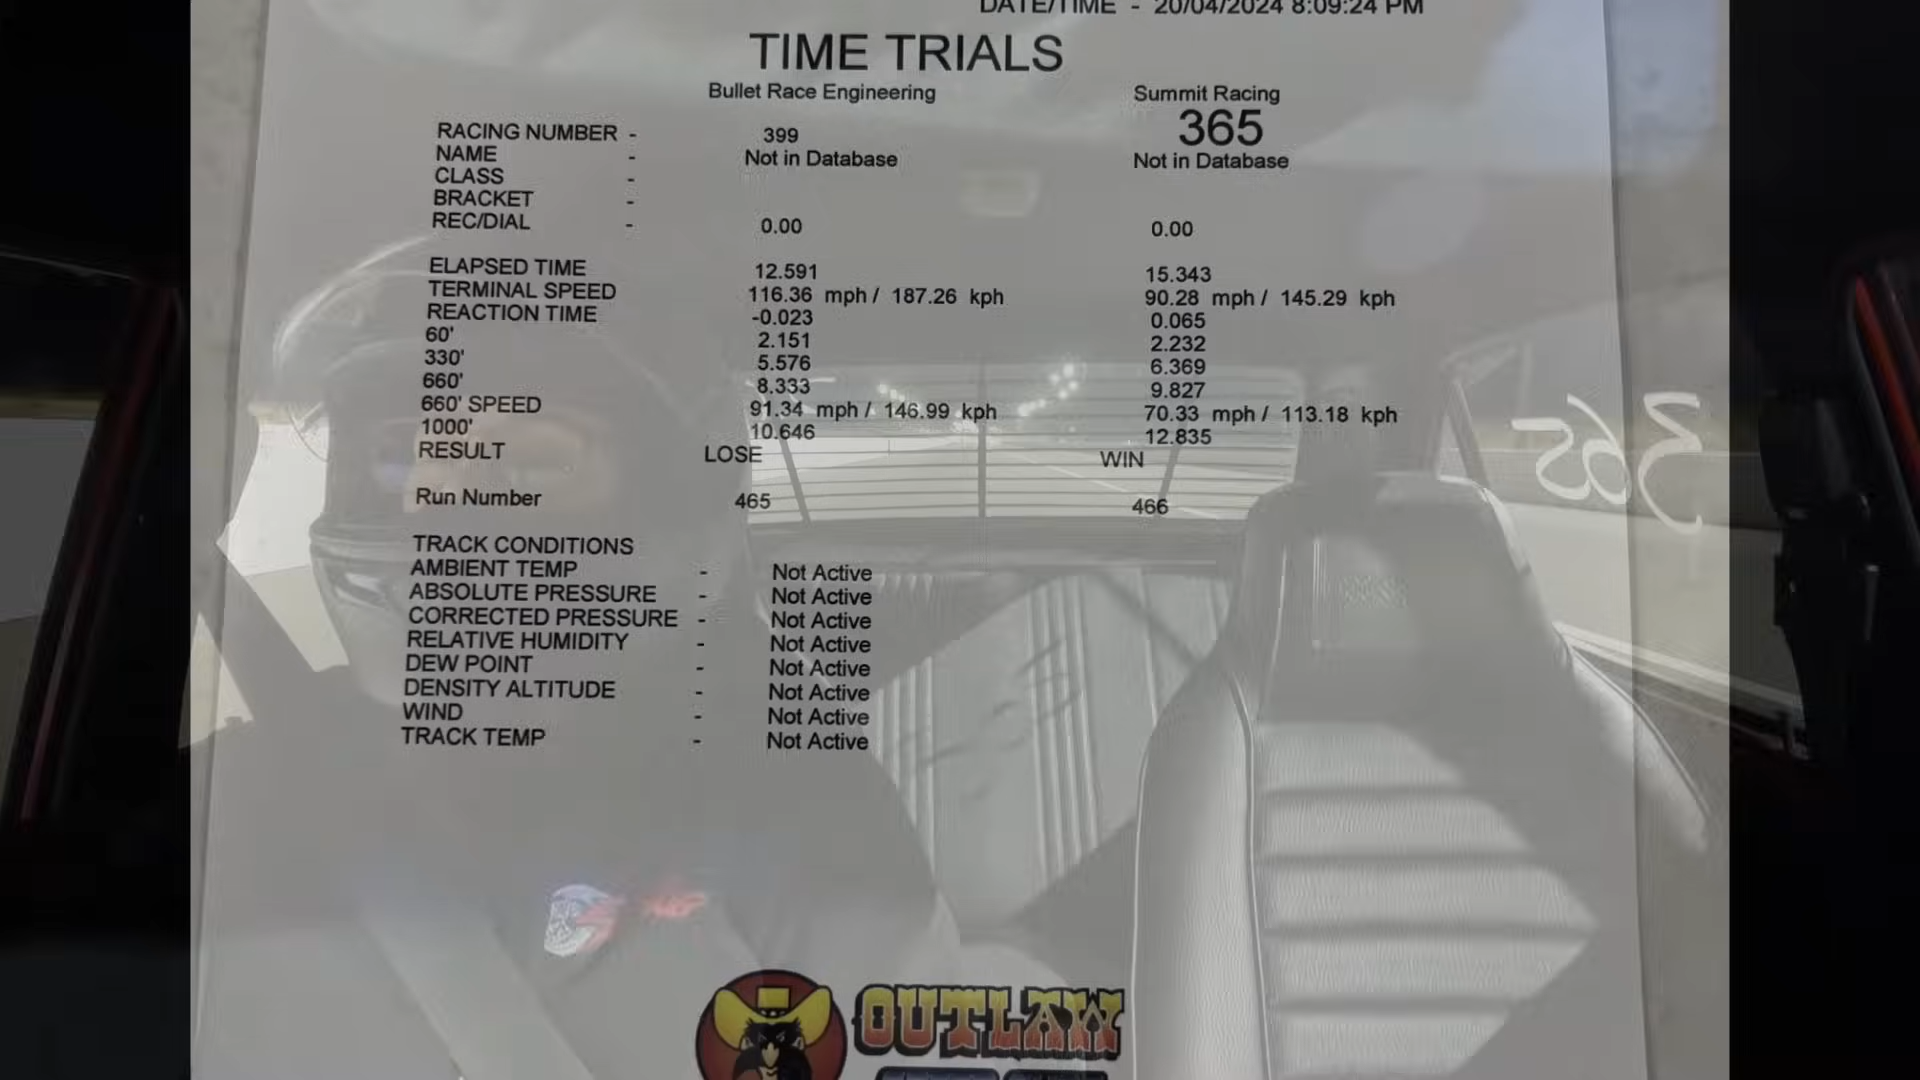 DATE/TIME - 20/04/2024 8:09:24 PM
TIME TRIALS
Bullet Race Engineering Summit Racing
RACING NUMBER - 399 365
NAME - Not in Database Not in Database
CLASS -
BRACKET -
REC/DIAL - 0.00 0.00
ELAPSED TIME 12.591 15.343
TERMINAL SPEED 116.36 mph / 187.26 kph 90.28 mph / 145.29 kph
REACTION TIME -0.023 0.065
60' 2.151 2.232
330' 5.576 6.369
660' 8.333 9.827
660' SPEED 91.34 mph / 146.99 kph 70.33 mph / 113.18 kph
1000' 10.646 12.835
RESULT LOSE WIN
Run Number 465 466
TRACK CONDITIONS
AMBIENT TEMP - Not Active
ABSOLUTE PRESSURE - Not Active
CORRECTED PRESSURE - Not Active
RELATIVE HUMIDITY - Not Active
DEW POINT - Not Active
DENSITY ALTITUDE - Not Active
WIND - Not Active
TRACK TEMP - Not Active
365
OUTLAW